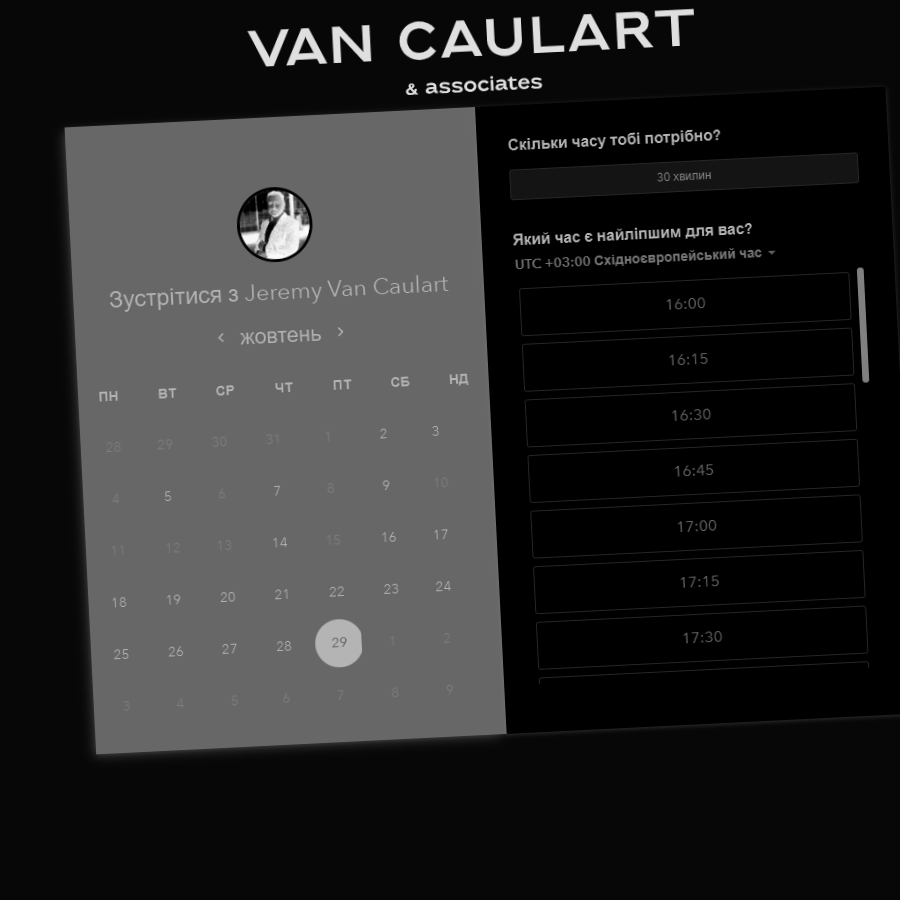 VAN CAULART
& associates
Зустрітися з Jeremy Van Caulart
‹ жовтень ›
ПН ВТ СР ЧТ ПТ СБ НД
28 29 30 31 1 2 3
4 5 6 7 8 9 10
11 12 13 14 15 16 17
18 19 20 21 22 23 24
25 26 27 28 29 1 2
3 4 5 6 7 8 9
Скільки часу тобі потрібно?
30 хвилин
Який час є найліпшим для вас?
UTC +03:00 Східноєвропейський час
16:00
16:15
16:30
16:45
17:00
17:15
17:30